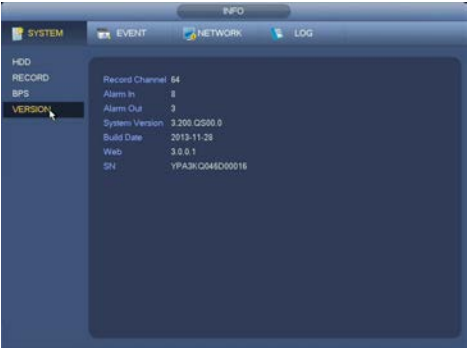 INFO
SYSTEM EVENT NETWORK LOG
HDD
RECORD
BPS
VERSION
Record Channel 64
Alarm In 8
Alarm Out 3
System Version 3.200.QS00.0
Build Date 2013-11-28
Web 3.0.0.1
SN YPA3KQ046D00016